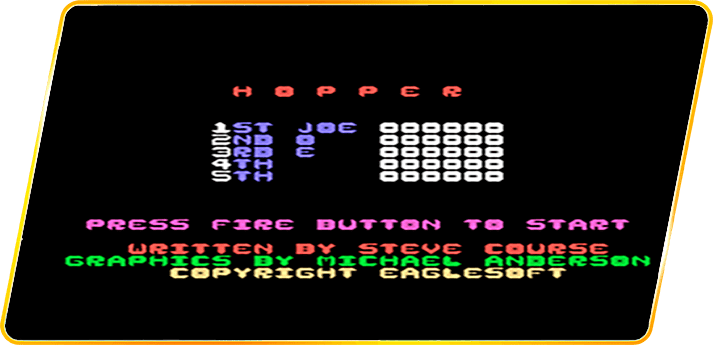 HOPPER
1ST JOE 000000
2ND O 000000
3RD E 000000
4TH 000000
5TH 000000
PRESS FIRE BUTTON TO START
WRITTEN BY STEVE COURSE
GRAPHICS BY MICHAEL ANDERSON
COPYRIGHT EAGLESOFT